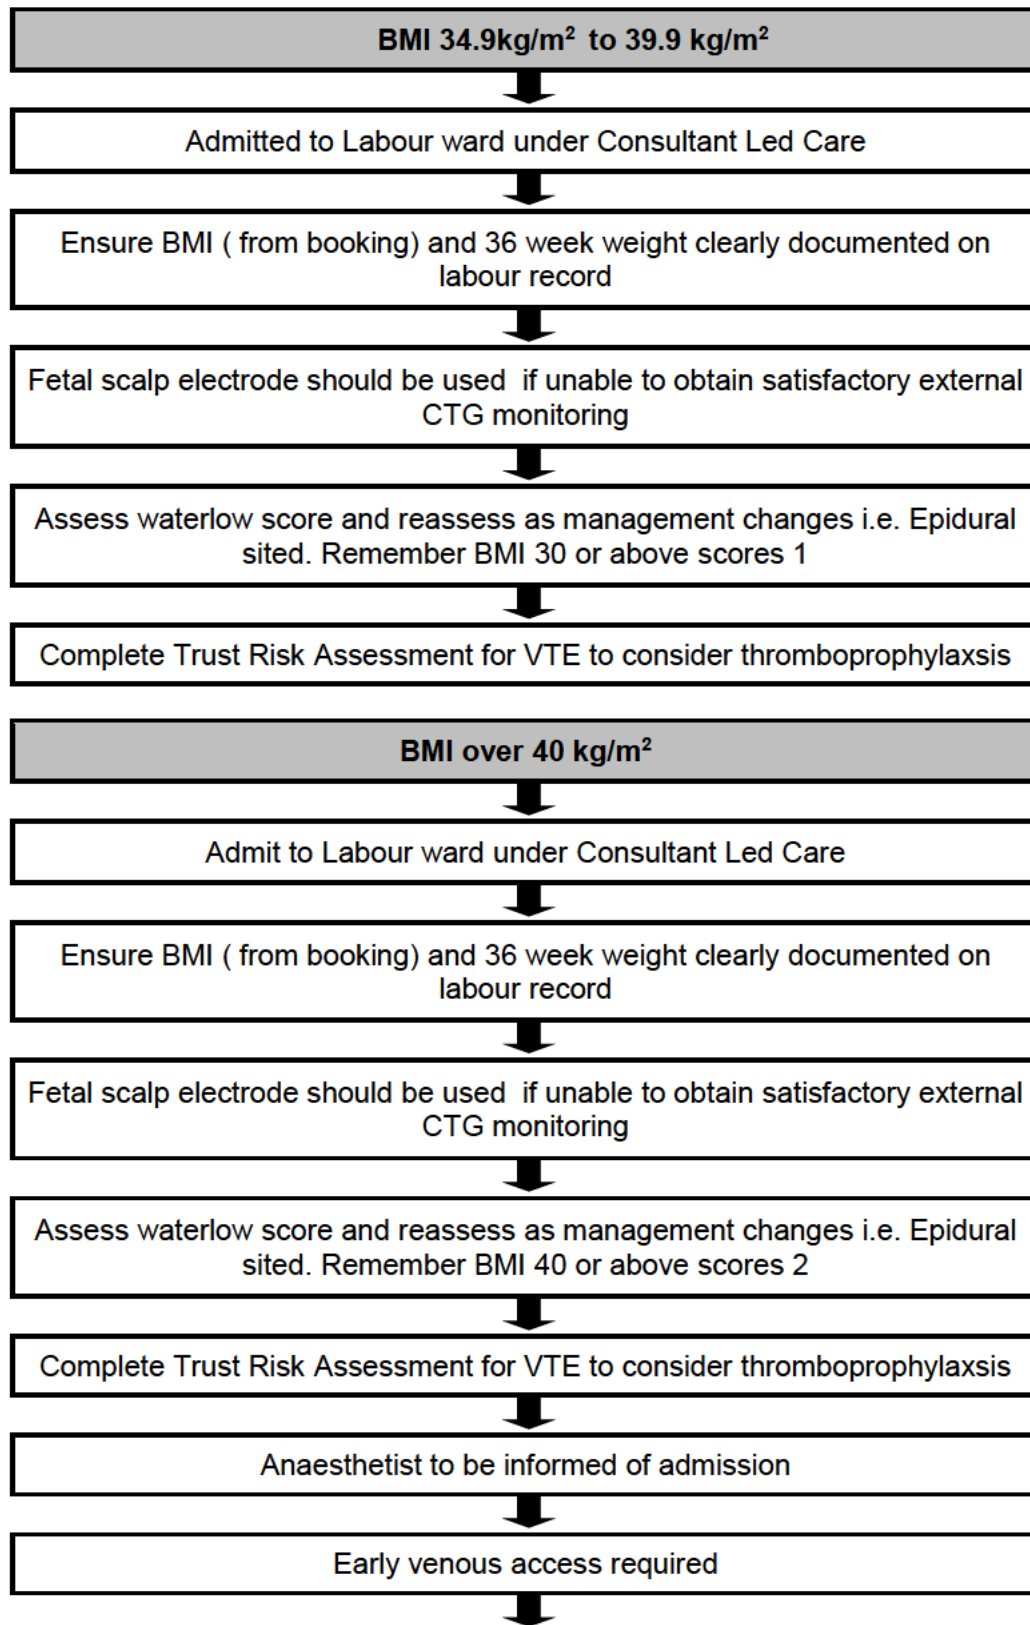 BMI 34.9kg/m² to 39.9 kg/m²
Admitted to Labour ward under Consultant Led Care
Ensure BMI ( from booking) and 36 week weight clearly documented on
labour record
Fetal scalp electrode should be used if unable to obtain satisfactory external
CTG monitoring
Assess waterlow score and reassess as management changes i.e. Epidural
sited. Remember BMI 30 or above scores 1
Complete Trust Risk Assessment for VTE to consider thromboprophylaxsis
BMI over 40 kg/m²
Admit to Labour ward under Consultant Led Care
Ensure BMI ( from booking) and 36 week weight clearly documented on
labour record
Fetal scalp electrode should be used if unable to obtain satisfactory external
CTG monitoring
Assess waterlow score and reassess as management changes i.e. Epidural
sited. Remember BMI 40 or above scores 2
Complete Trust Risk Assessment for VTE to consider thromboprophylaxsis
Anaesthetist to be informed of admission
Early venous access required